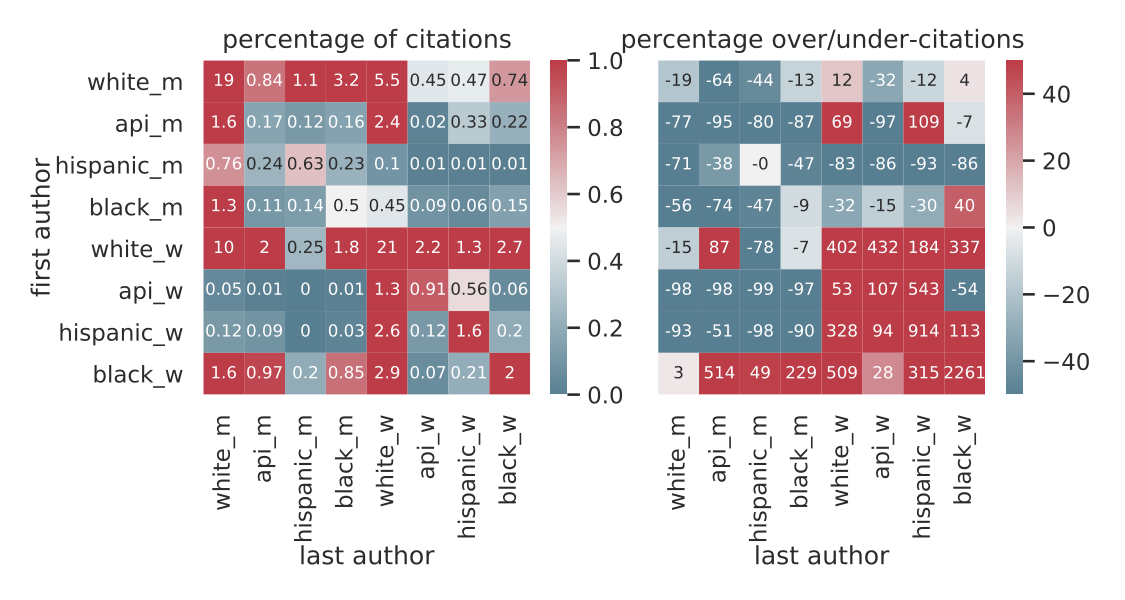 percentage of citations
percentage over/under-citations
first author
white_m 19 0.84 1.1 3.2 5.5 0.45 0.47 0.74
api_m 1.6 0.17 0.12 0.16 2.4 0.02 0.33 0.22
hispanic_m 0.76 0.24 0.63 0.23 0.1 0.01 0.01 0.01
black_m 1.3 0.11 0.14 0.5 0.45 0.09 0.06 0.15
white_w 10 2 0.25 1.8 21 2.2 1.3 2.7
api_w 0.05 0.01 0 0.01 1.3 0.91 0.56 0.06
hispanic_w 0.12 0.09 0 0.03 2.6 0.12 1.6 0.2
black_w 1.6 0.97 0.2 0.85 2.9 0.07 0.21 2
white_m api_m hispanic_m black_m white_w api_w hispanic_w black_w
last author
1.0
0.8
0.6
0.4
0.2
0.0
-19 -64 -44 -13 12 -32 -12 4
-77 -95 -80 -87 69 -97 109 -7
-71 -38 -0 -47 -83 -86 -93 -86
-56 -74 -47 -9 -32 -15 -30 40
-15 87 -78 -7 402 432 184 337
-98 -98 -99 -97 53 107 543 -54
-93 -51 -98 -90 328 94 914 113
3 514 49 229 509 28 315 2261
white_m api_m hispanic_m black_m white_w api_w hispanic_w black_w
last author
40
20
0
−20
−40